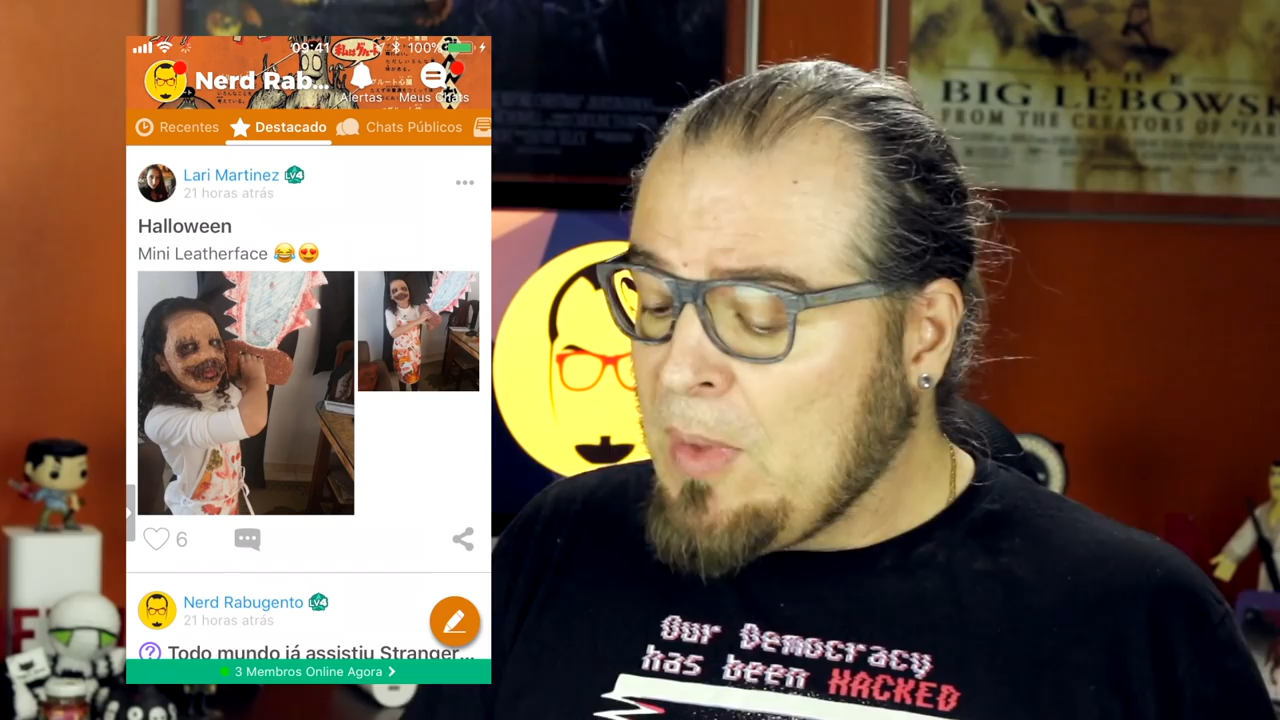 09:41
100%
Nerd Rab...
Alertas
Meus Chats
Recentes
Destacado
Chats Públicos
Lari Martinez LV4
21 horas atrás
Halloween
Mini Leatherface 😂😍
6
Nerd Rabugento LV4
21 horas atrás
Todo mundo já assistiu Stranger...
3 Membros Online Agora
BIG LEBOWSK
FROM THE CREATORS OF "FAR
Our Democracy
has been HACKED